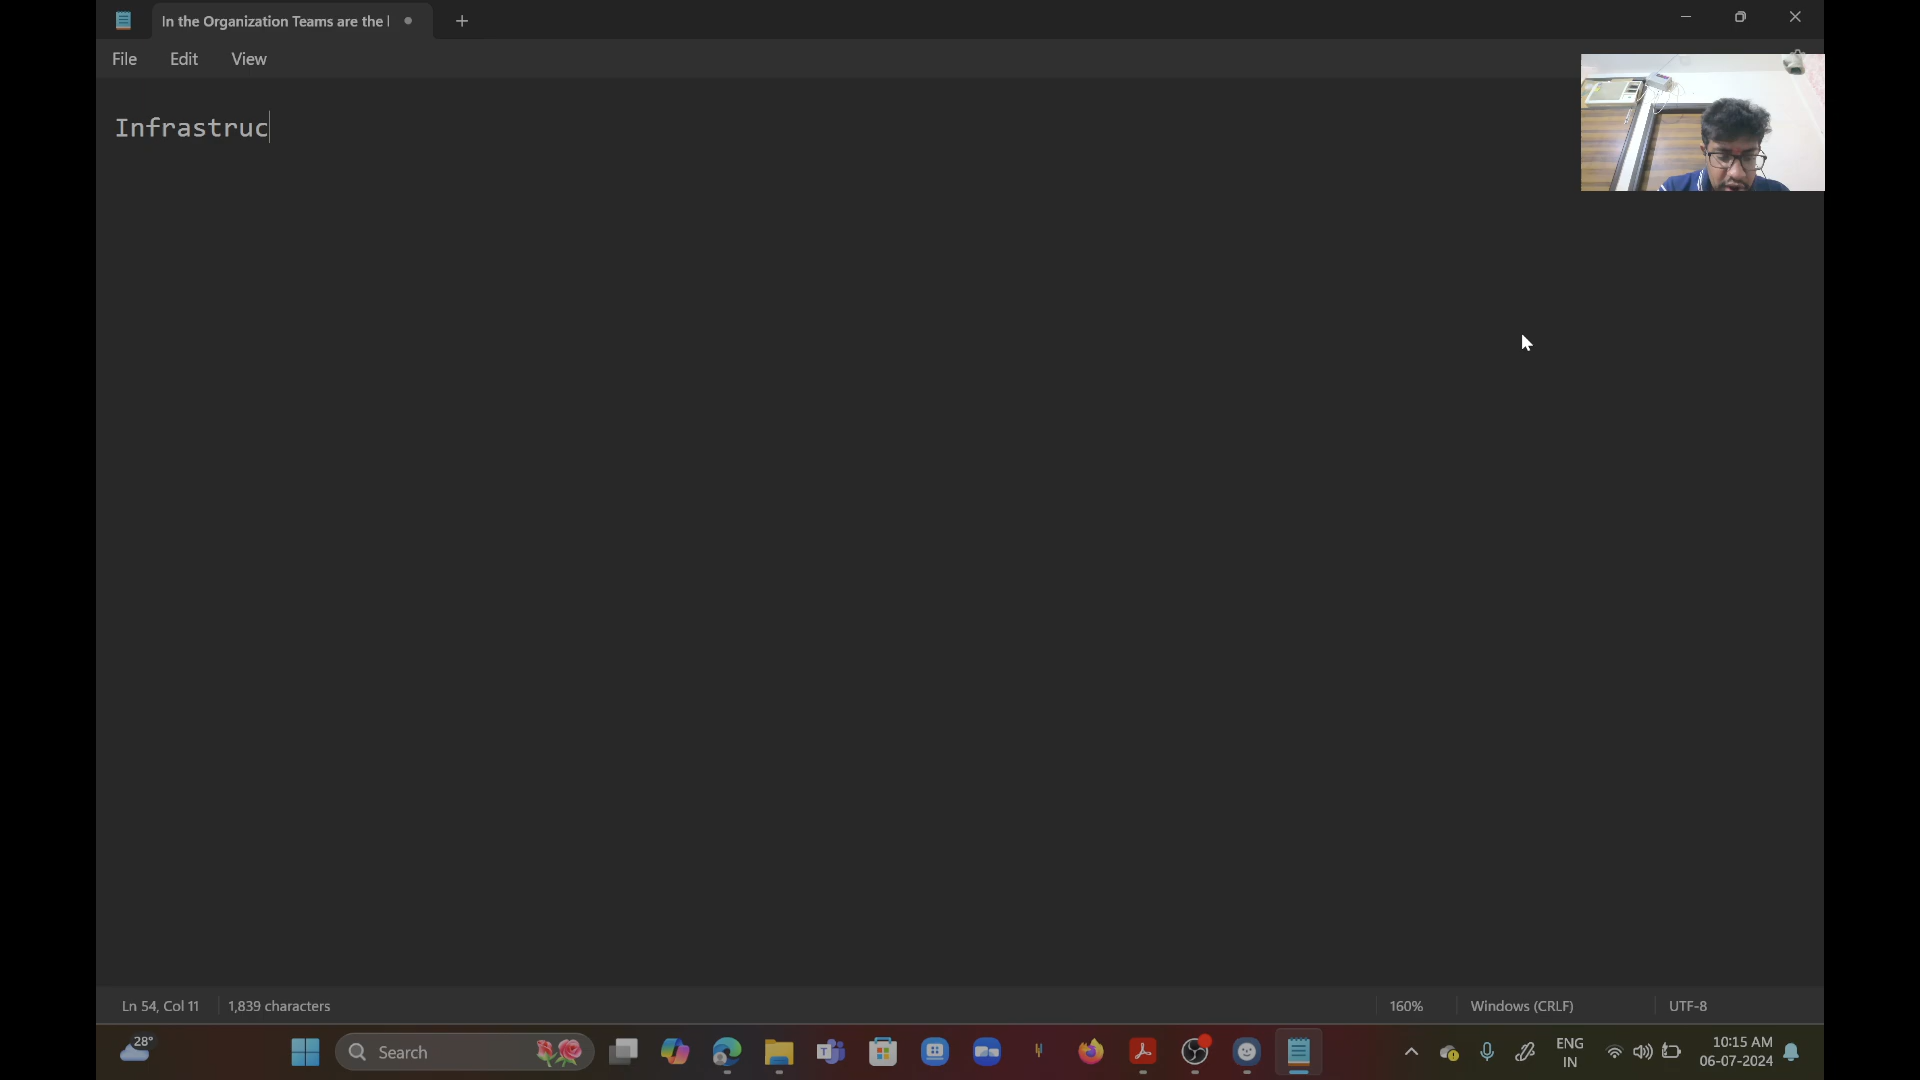 In the Organization Teams are the
File Edit View
Infrastruc
Ln 54, Col 11 1,839 characters 160% Windows (CRLF) UTF-8
28°
Search
ENG
IN
10:15 AM
06-07-2024